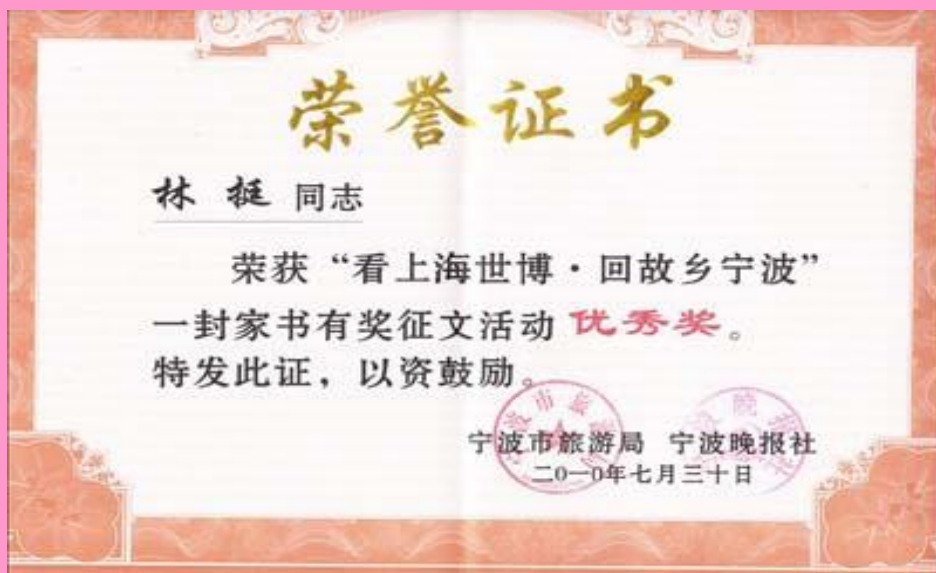 荣誉证书
林挺 同志
荣获“看上海世博·回故乡宁波”
一封家书有奖征文活动 优秀奖。
特发此证，以资鼓励。
宁波市旅游局 宁波晚报社
二0一0年七月三十日